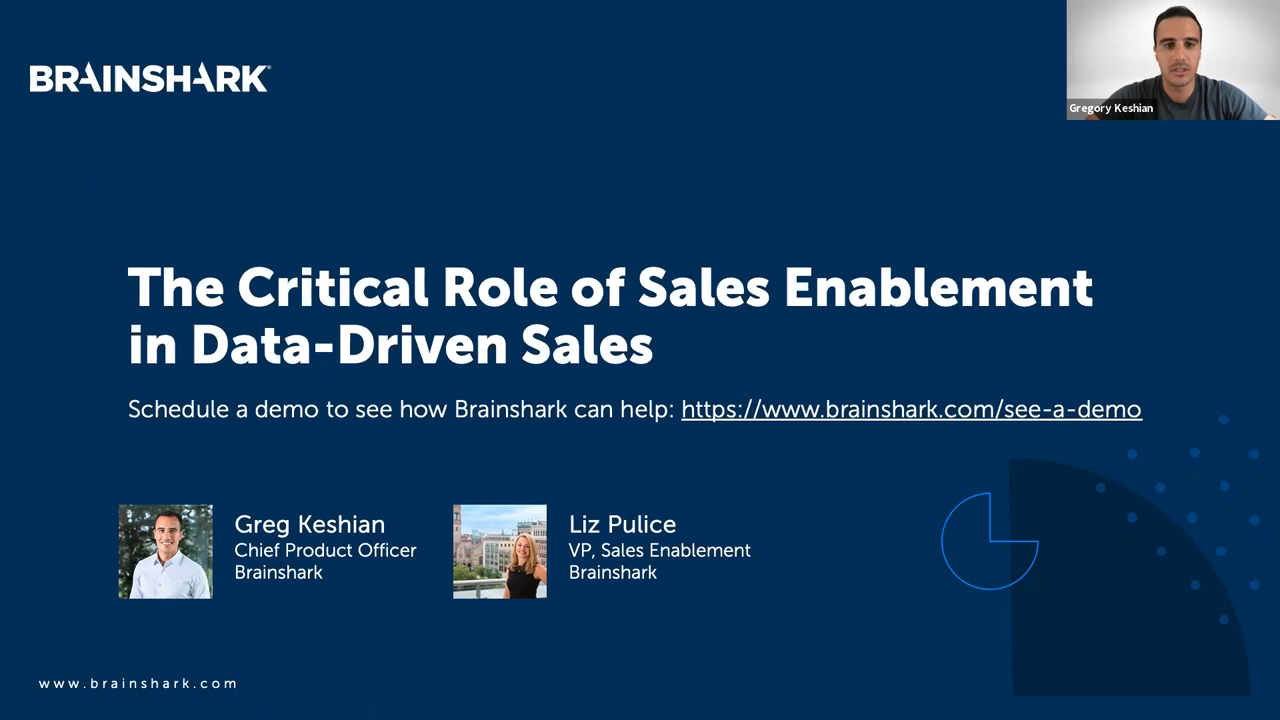 BRAINSHARK®
Gregory Keshian
The Critical Role of Sales Enablement
in Data-Driven Sales
Schedule a demo to see how Brainshark can help: https://www.brainshark.com/see-a-demo
Greg Keshian
Chief Product Officer
Brainshark
Liz Pulice
VP, Sales Enablement
Brainshark
www.brainshark.com